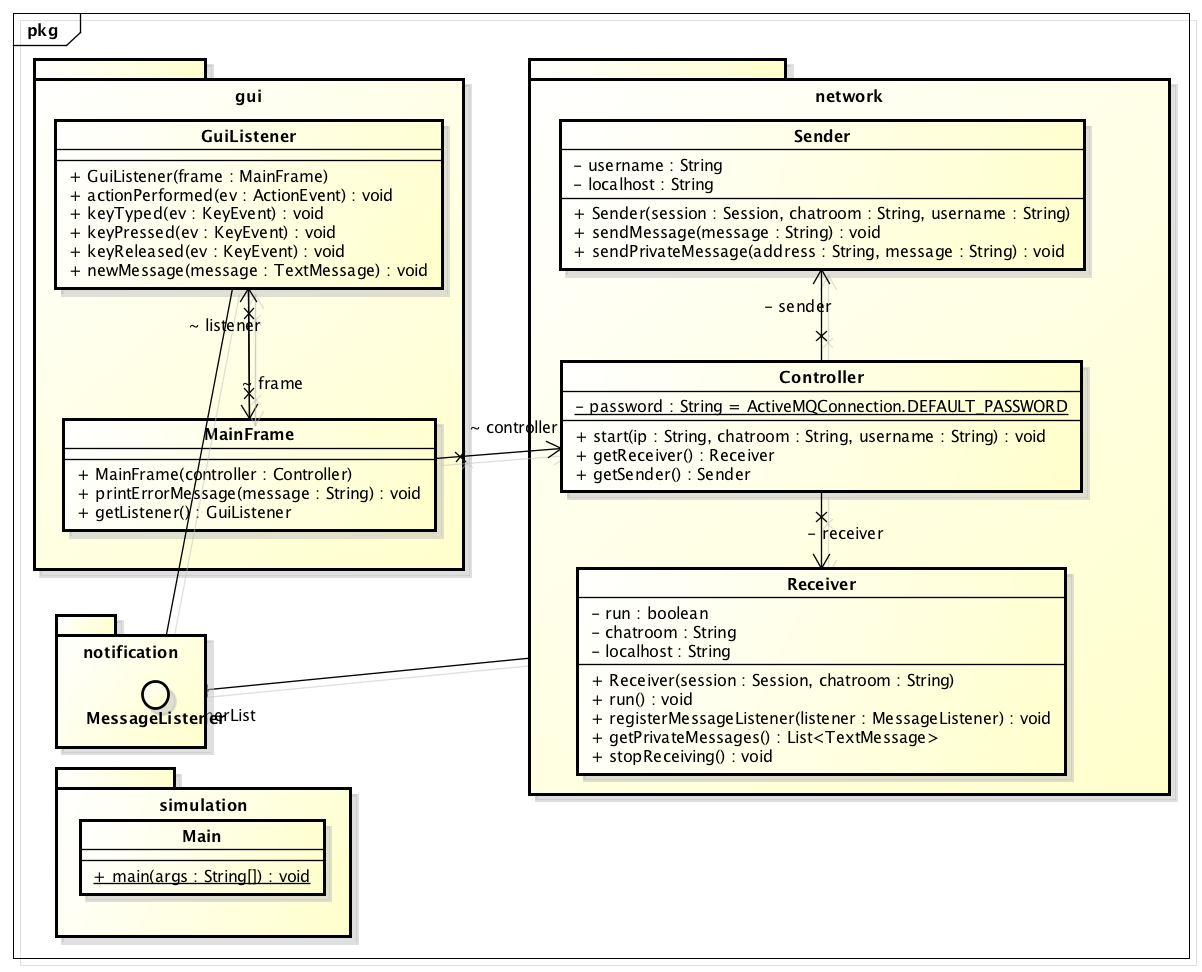 pkg
gui
GuiListener
+ GuiListener(frame : MainFrame)
+ actionPerformed(ev : ActionEvent) : void
+ keyTyped(ev : KeyEvent) : void
+ keyPressed(ev : KeyEvent) : void
+ keyReleased(ev : KeyEvent) : void
+ newMessage(message : TextMessage) : void
~ listener
~ frame
MainFrame
+ MainFrame(controller : Controller)
+ printErrorMessage(message : String) : void
+ getListener() : GuiListener
~ controller
network
Sender
- username : String
- localhost : String
+ Sender(session : Session, chatroom : String, username : String)
+ sendMessage(message : String) : void
+ sendPrivateMessage(address : String, message : String) : void
- sender
Controller
- password : String = ActiveMQConnection.DEFAULT_PASSWORD
+ start(ip : String, chatroom : String, username : String) : void
+ getReceiver() : Receiver
+ getSender() : Sender
- receiver
Receiver
- run : boolean
- chatroom : String
- localhost : String
+ Receiver(session : Session, chatroom : String)
+ run() : void
+ registerMessageListener(listener : MessageListener) : void
+ getPrivateMessages() : List<TextMessage>
+ stopReceiving() : void
notification
MessageListener
erList
simulation
Main
+ main(args : String[]) : void